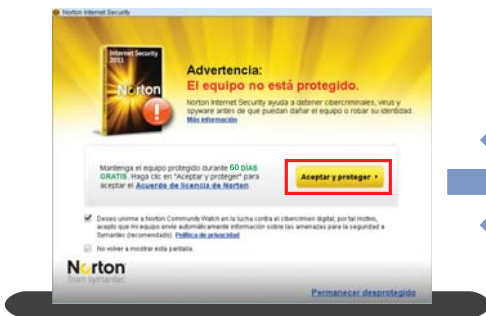 Norton Internet Security
Internet Security
2011
Norton
Advertencia:
El equipo no está protegido.
Norton Internet Security ayuda a detener cibercriminales, virus y
spyware antes de que puedan dañar el equipo o robar su identidad.
Más información
Mantenga el equipo protegido durante 60 DÍAS
GRATIS. Haga clic en "Aceptar y proteger" para
aceptar el Acuerdo de licencia de Norton
Aceptar y proteger
Deseo unirme a Norton Community Watch en la lucha contra el cibercrimen digital, por tal motivo,
acepto que mi equipo envíe automáticamente información sobre las amenazas para la seguridad a
Symantec (recomendado). Política de privacidad
No volver a mostrar esta pantalla.
Norton
from symantec
Permanecer desprotegido